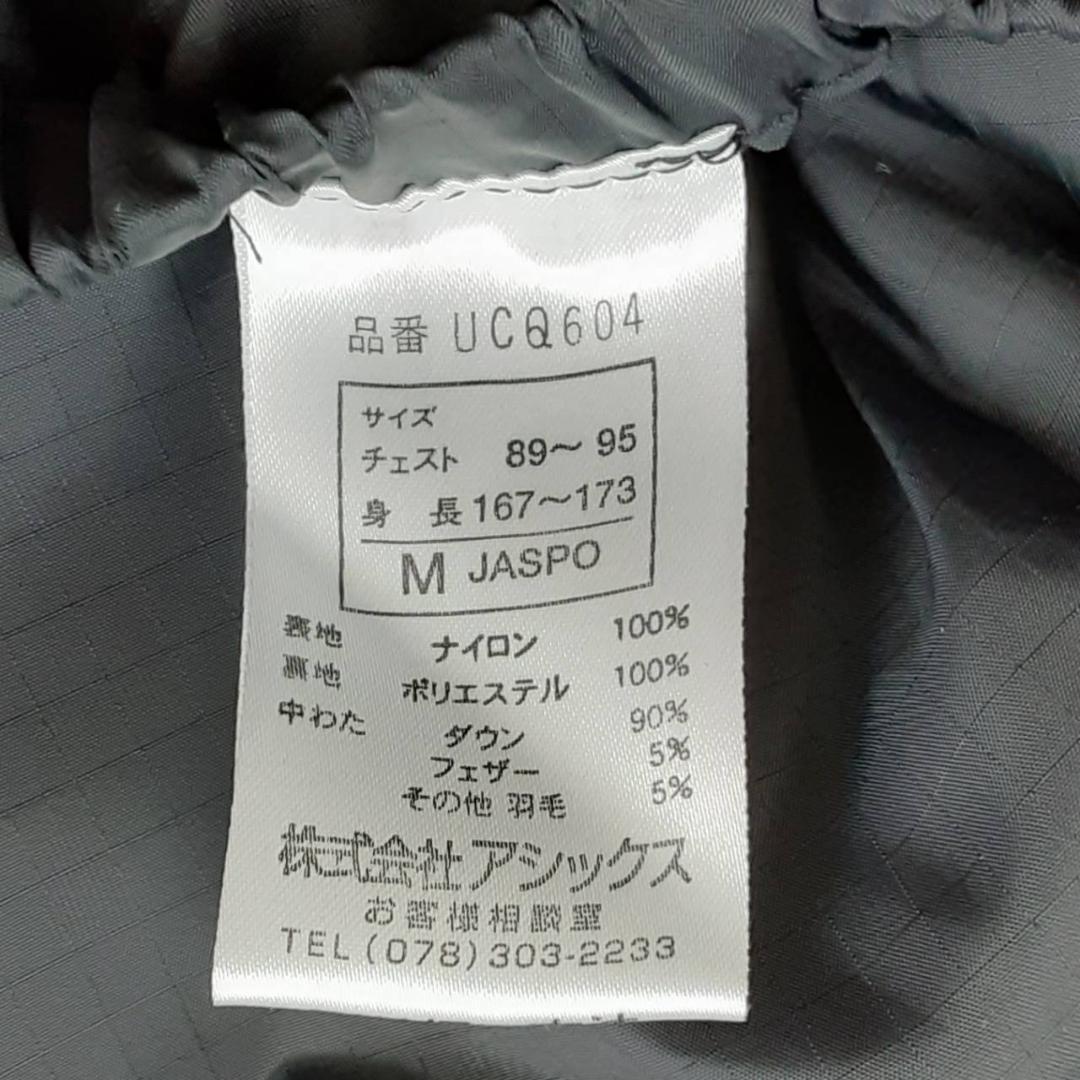 品番 UCQ604
サイズ
チェスト 89～95
身 長 167～173
M JASPO
表地 ナイロン 100%
裏地 ポリエステル 100%
中わた ダウン 90%
フェザー 5%
その他 羽毛 5%
株式会社アシックス
お客様相談室
TEL(078)303-2233